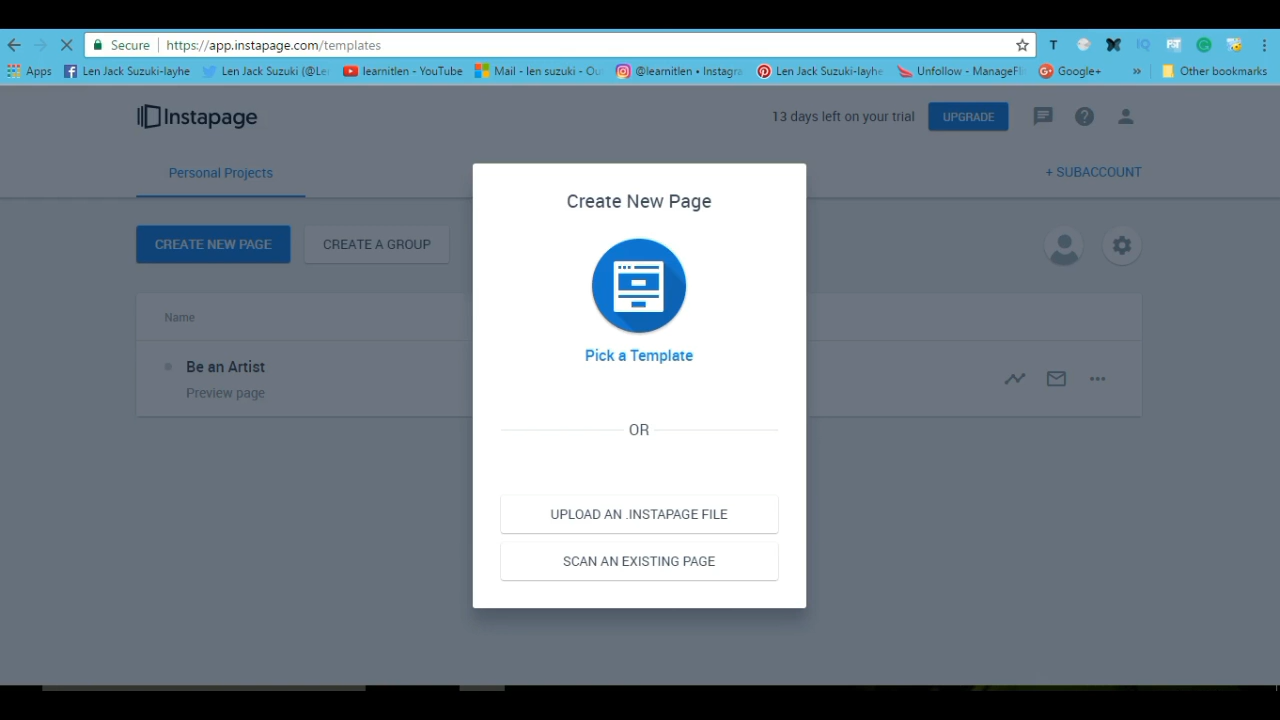 Secure https://app.instapage.com/templates
Apps Len Jack Suzuki-layhe Len Jack Suzuki (@Le learnitlen - YouTube Mail - len suzuki - Ou @learnitlen • Instagra Len Jack Suzuki-layhe Unfollow - ManageFl Google+ » Other bookmarks
Instapage
13 days left on your trial UPGRADE
Personal Projects
+ SUBACCOUNT
CREATE NEW PAGE CREATE A GROUP
Name
Be an Artist
Preview page
Create New Page
Pick a Template
OR
UPLOAD AN .INSTAPAGE FILE
SCAN AN EXISTING PAGE